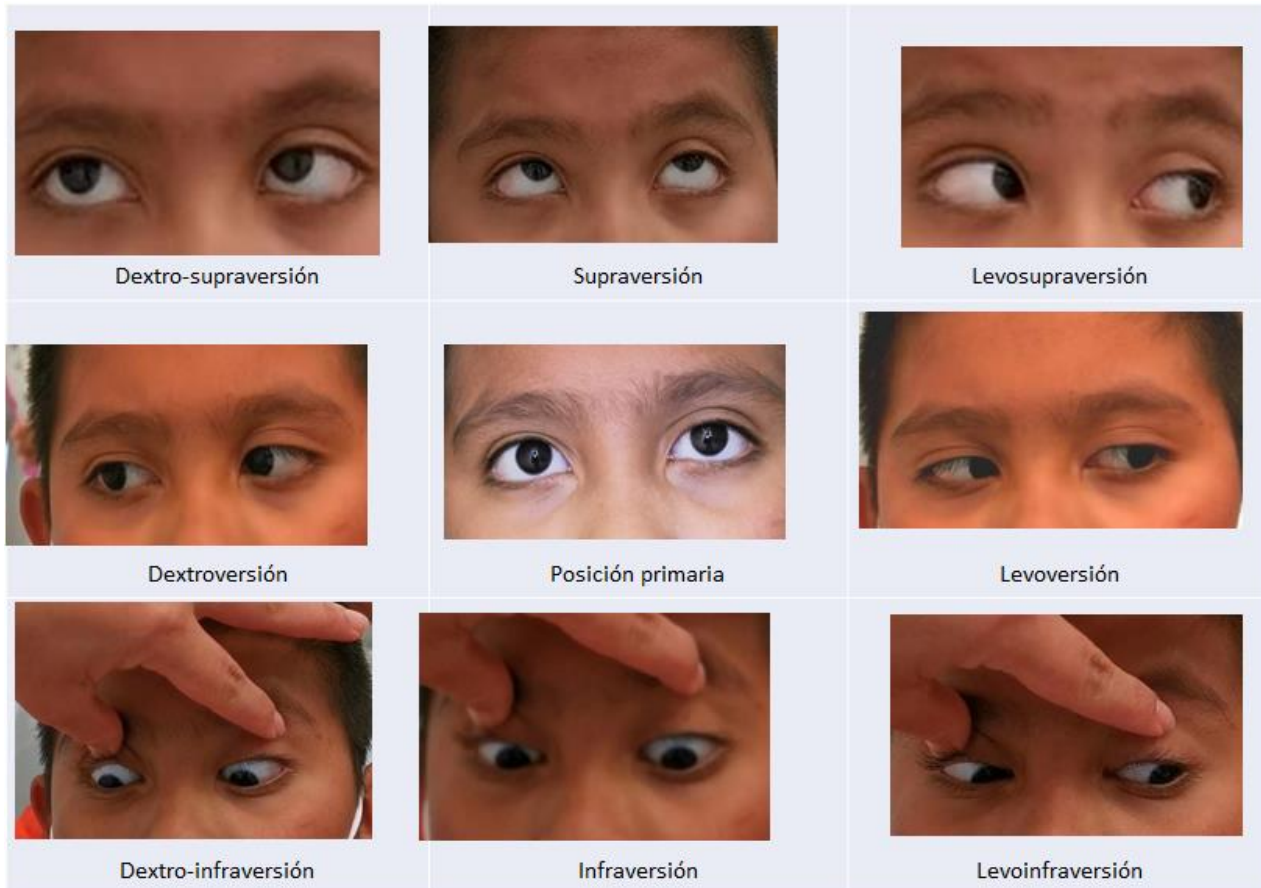 Dextro-supraversión
Supraversión
Levosupraversión
Dextroversión
Posición primaria
Levoversión
Dextro-infraversión
Infraversión
Levoinfraversión